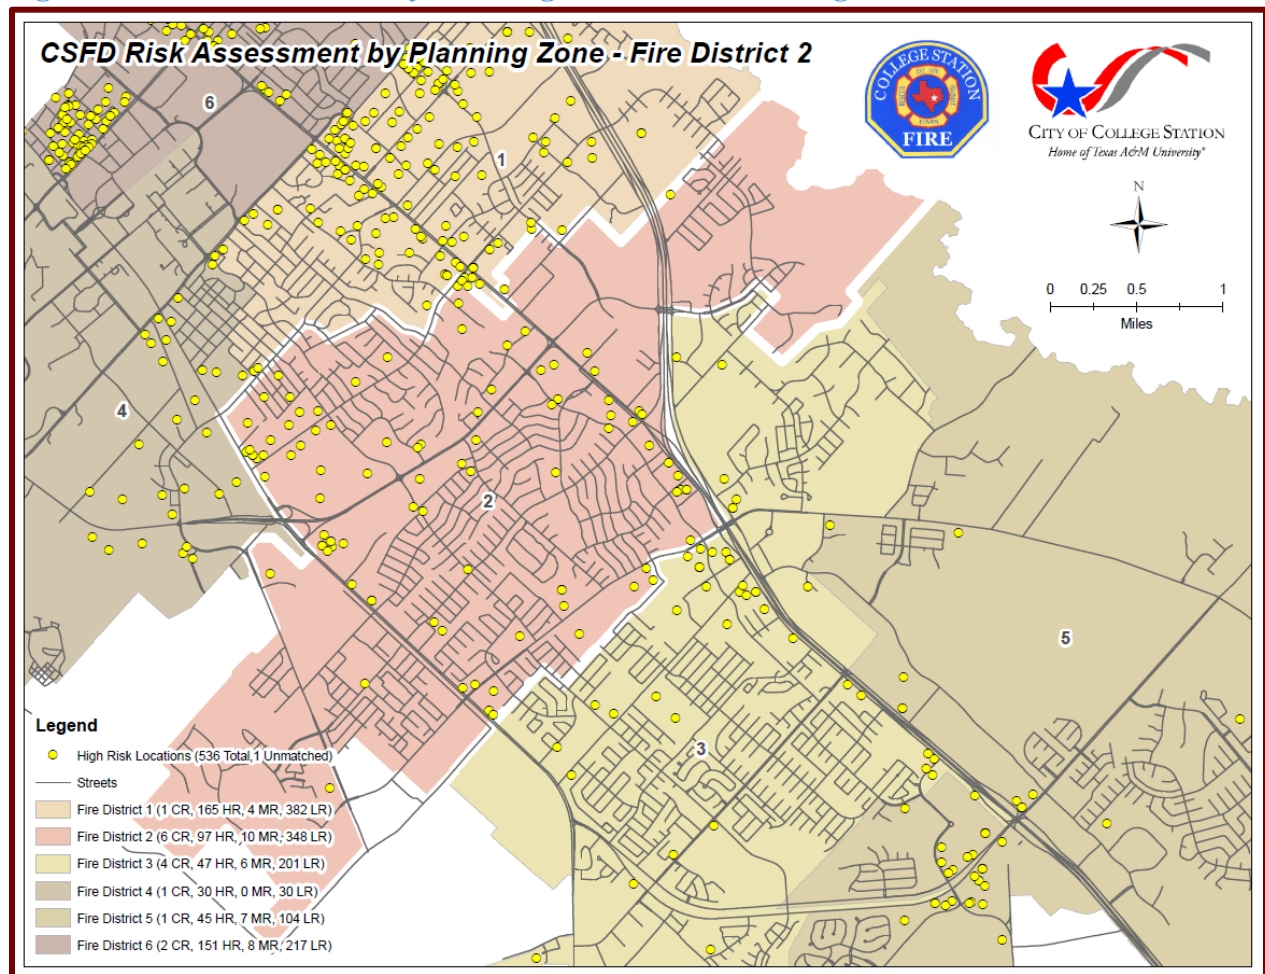 CSFD Risk Assessment by Planning Zone - Fire District 2
COLLEGE STATION
FIRE
CITY OF COLLEGE STATION
Home of Texas A&M University®
N
0 0.25 0.5 1
Miles
6
1
4
2
5
3
Legend
High Risk Locations (536 Total,1 Unmatched)
Streets
Fire District 1 (1 CR, 165 HR, 4 MR, 382 LR)
Fire District 2 (6 CR, 97 HR, 10 MR, 348 LR)
Fire District 3 (4 CR, 47 HR, 6 MR, 201 LR)
Fire District 4 (1 CR, 30 HR, 0 MR, 30 LR)
Fire District 5 (1 CR, 45 HR, 7 MR, 104 LR)
Fire District 6 (2 CR, 151 HR, 8 MR, 217 LR)